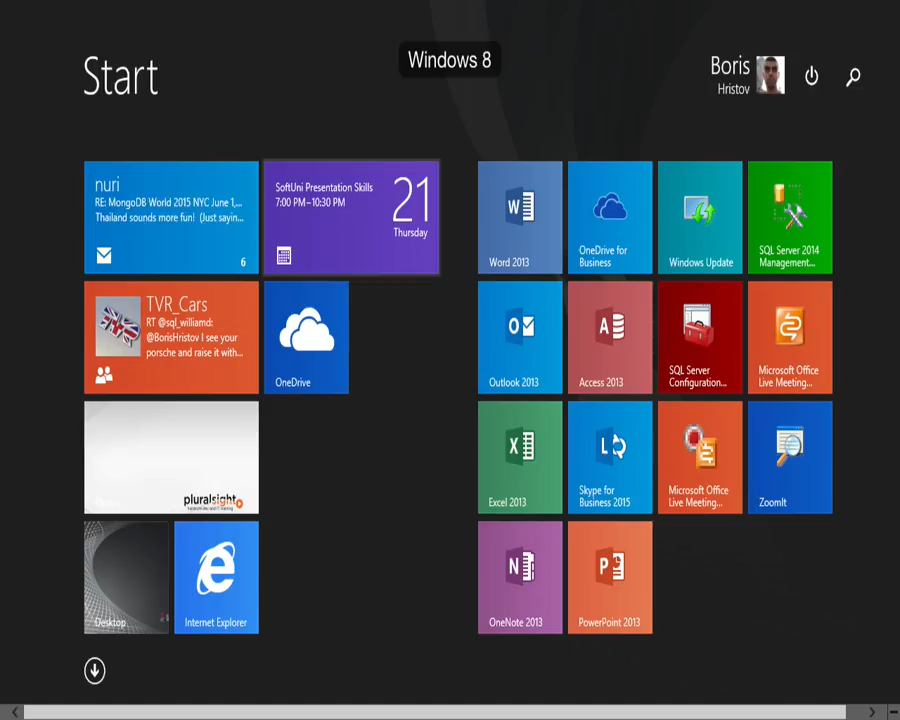 Windows 8
Start
Boris
Hristov
nuri
RE: MongoDB World 2015 NYC June 1,...
Thailand sounds more fun! (Just sayin...
6
SoftUni Presentation Skills
7:00 PM–10:30 PM
21
Thursday
TVR_Cars
RT @sql_williamd:
@BorisHristov I see your
porsche and raise it with...
OneDrive
pluralsight
Desktop
Internet Explorer
Word 2013
OneDrive for
Business
Windows Update
SQL Server 2014
Management...
Outlook 2013
Access 2013
SQL Server
Configuration...
Microsoft Office
Live Meeting...
Excel 2013
Skype for
Business 2015
Microsoft Office
Live Meeting...
ZoomIt
OneNote 2013
PowerPoint 2013